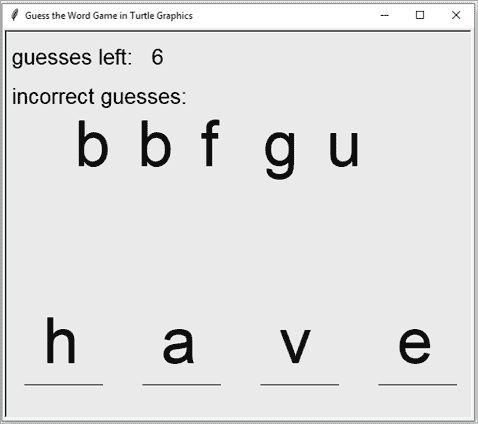 Guess the Word Game in Turtle Graphics
guesses left: 6
incorrect guesses:
b b f g u
h a v e